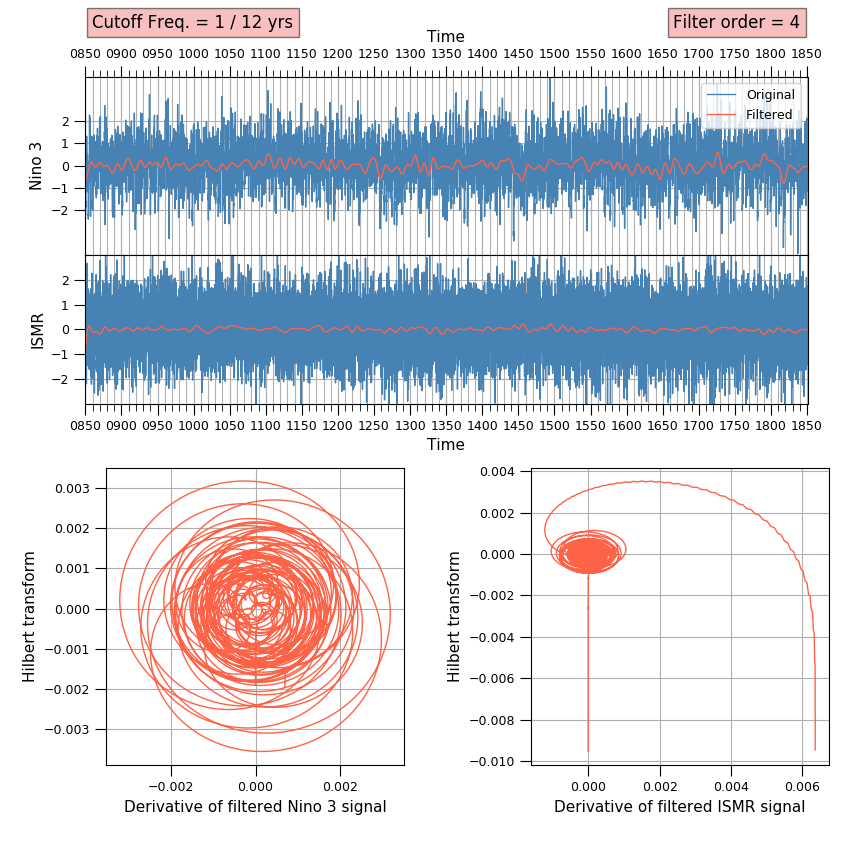 Cutoff Freq. = 1 / 12 yrs
Filter order = 4
Time
0850 0900 0950 1000 1050 1100 1150 1200 1250 1300 1350 1400 1450 1500 1550 1600 1650 1700 1750 1800 1850
Original
Filtered
Nino 3
2
1
0
−1
−2
ISMR
2
1
0
−1
−2
0850 0900 0950 1000 1050 1100 1150 1200 1250 1300 1350 1400 1450 1500 1550 1600 1650 1700 1750 1800 1850
Time
Hilbert transform
0.003
0.002
0.001
0.000
−0.001
−0.002
−0.003
−0.002 0.000 0.002
Derivative of filtered Nino 3 signal
Hilbert transform
0.004
0.002
0.000
−0.002
−0.004
−0.006
−0.008
−0.010
0.000 0.002 0.004 0.006
Derivative of filtered ISMR signal